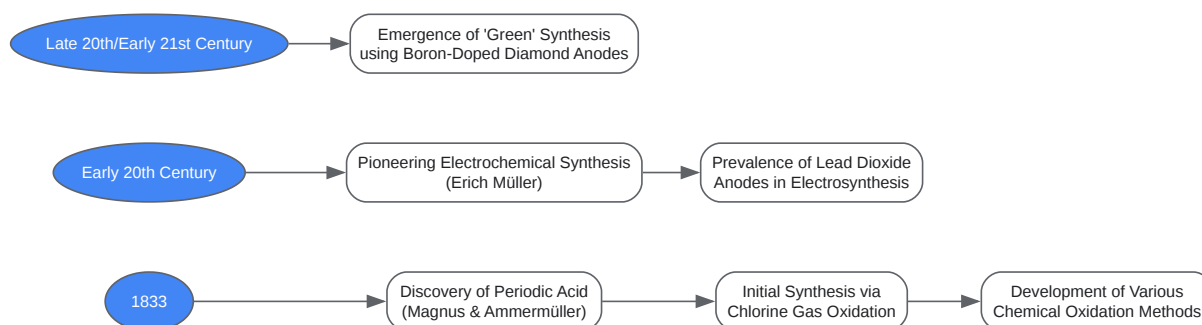 Late 20th/Early 21st Century
Emergence of 'Green' Synthesis
using Boron-Doped Diamond Anodes
Early 20th Century
Pioneering Electrochemical Synthesis
(Erich Müller)
Prevalence of Lead Dioxide
Anodes in Electrosynthesis
1833
Discovery of Periodic Acid
(Magnus & Ammermüller)
Initial Synthesis via
Chlorine Gas Oxidation
Development of Various
Chemical Oxidation Methods